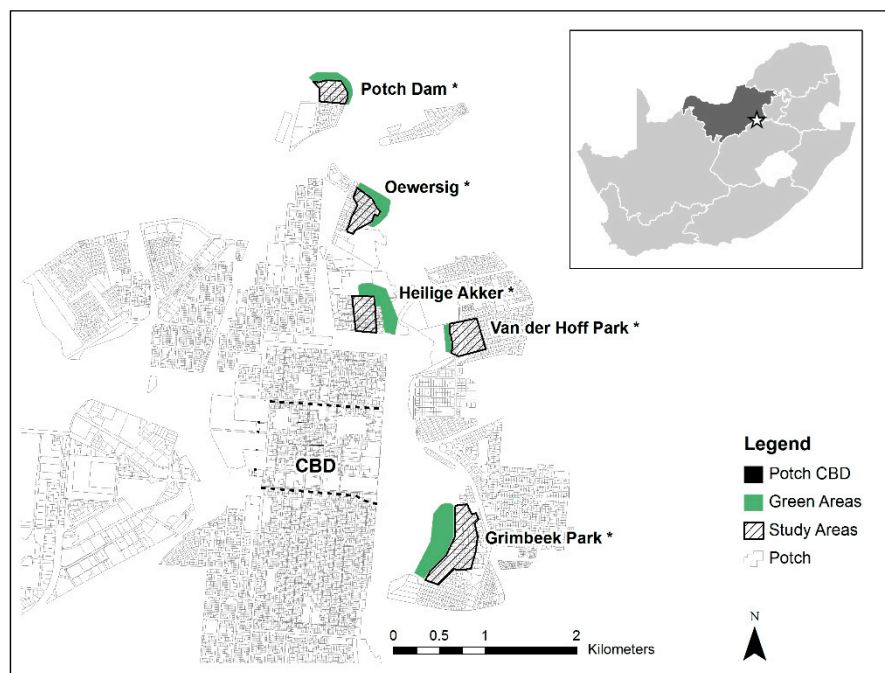 Potch Dam *
Oewersig *
Heilige Akker *
Van der Hoff Park *
CBD
Grimbeek Park *
Legend
Potch CBD
Green Areas
Study Areas
Potch
0 0.5 1 2
Kilometers
N